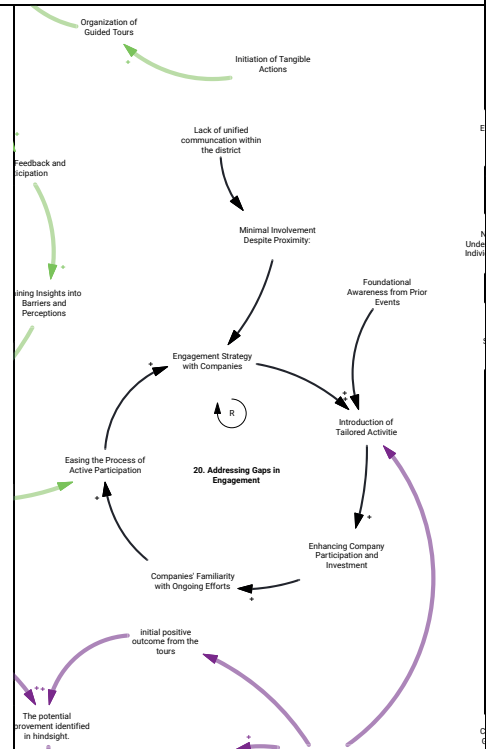 Organization of
Guided Tours
Initiation of Tangible
Actions
Lack of unified
communcation within
the district
Feedback and
icipation
Minimal Involvement
Despite Proximity:
Foundational
Awareness from Prior
Events
ining Insights into
Barriers and
Perceptions
Engagement Strategy
with Companies
R
Introduction of
Tailored Activitie
Easing the Process of
Active Participation
20. Addressing Gaps in
Engagement
Enhancing Company
Participation and
Investment
Companies' Familiarity
with Ongoing Efforts
initial positive
outcome from the
tours
The potential
provement identified
in hindsight.
E
N
Unde
Indivi
S
C